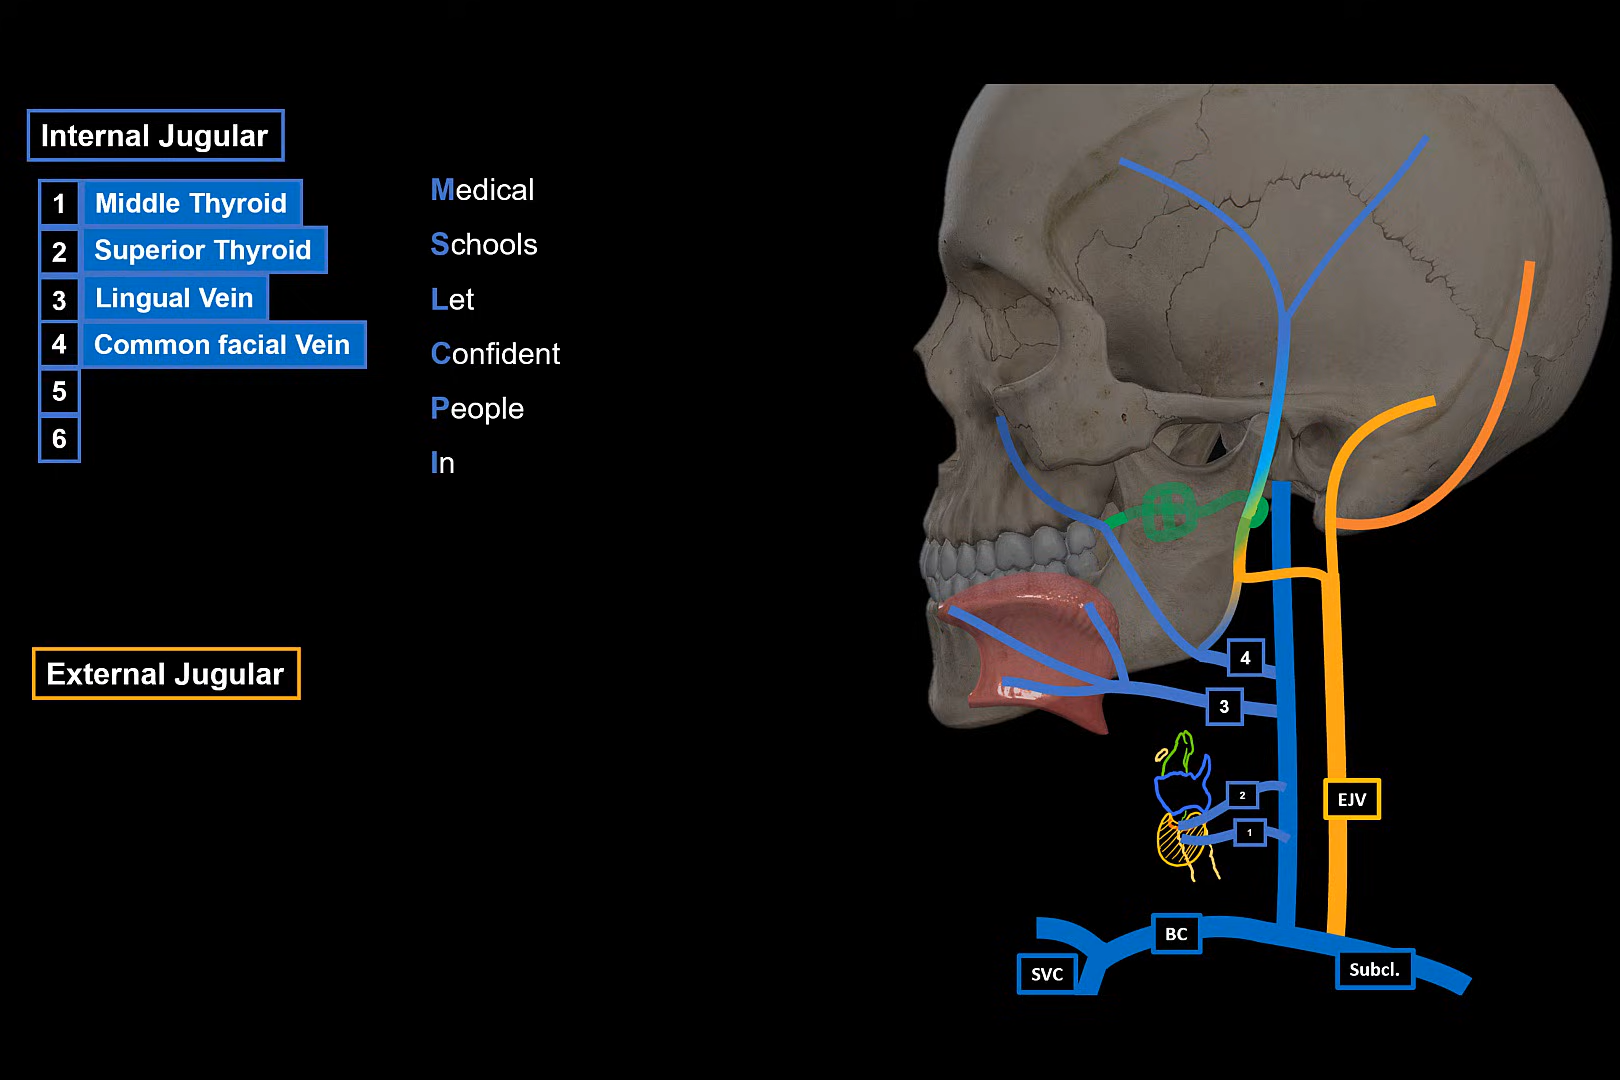 Internal Jugular
1 Middle Thyroid
2 Superior Thyroid
3 Lingual Vein
4 Common facial Vein
5
6
Medical
Schools
Let
Confident
People
In
External Jugular
4
3
2
1
EJV
BC
SVC
Subcl.